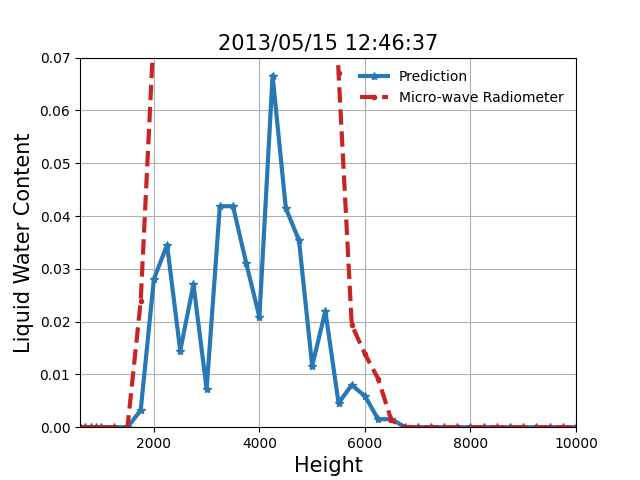 2013/05/15 12:46:37
Prediction
Micro-wave Radiometer
Liquid Water Content
0.07
0.06
0.05
0.04
0.03
0.02
0.01
0.00
2000 4000 6000 8000 10000
Height